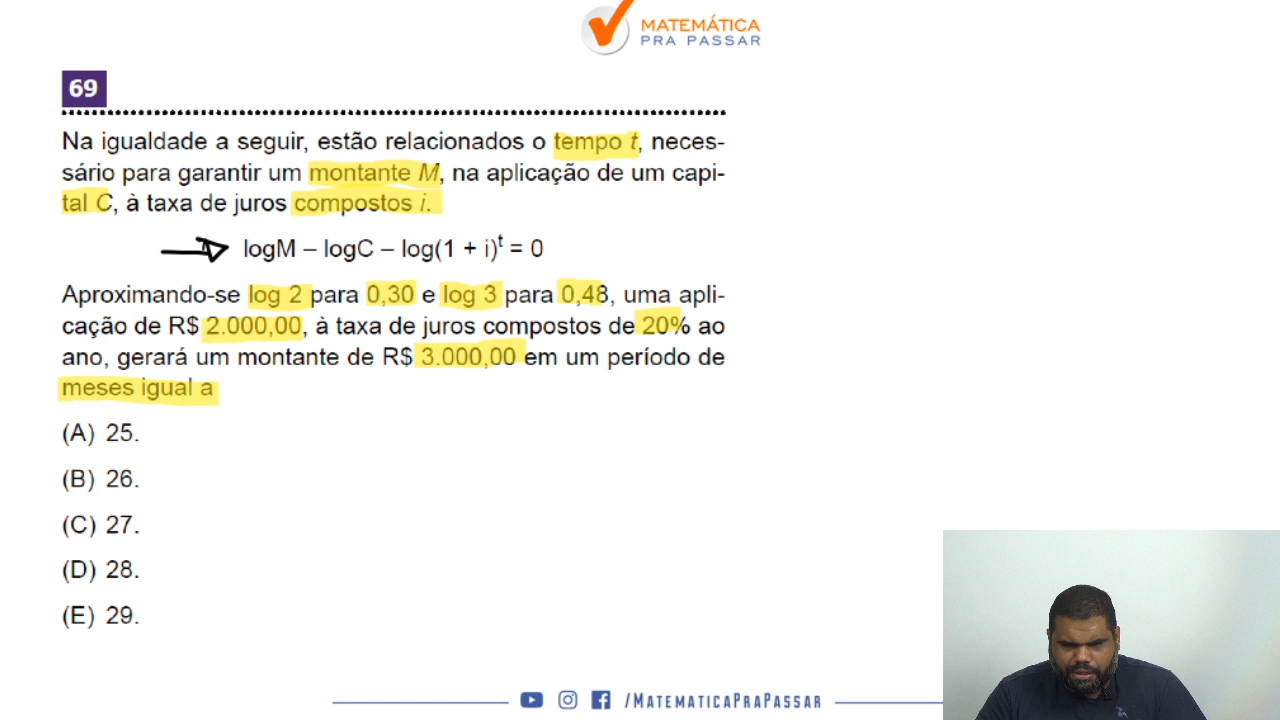 MATEMÁTICA
PRA PASSAR
69
Na igualdade a seguir, estão relacionados o tempo t, neces-
sário para garantir um montante M, na aplicação de um capi-
tal C, à taxa de juros compostos i.
logM – logC – log(1 + i)^t = 0
Aproximando-se log 2 para 0,30 e log 3 para 0,48, uma apli-
cação de R$ 2.000,00, à taxa de juros compostos de 20% ao
ano, gerará um montante de R$ 3.000,00 em um período de
meses igual a
(A) 25.
(B) 26.
(C) 27.
(D) 28.
(E) 29.
/MATEMATICAPRAPASSAR